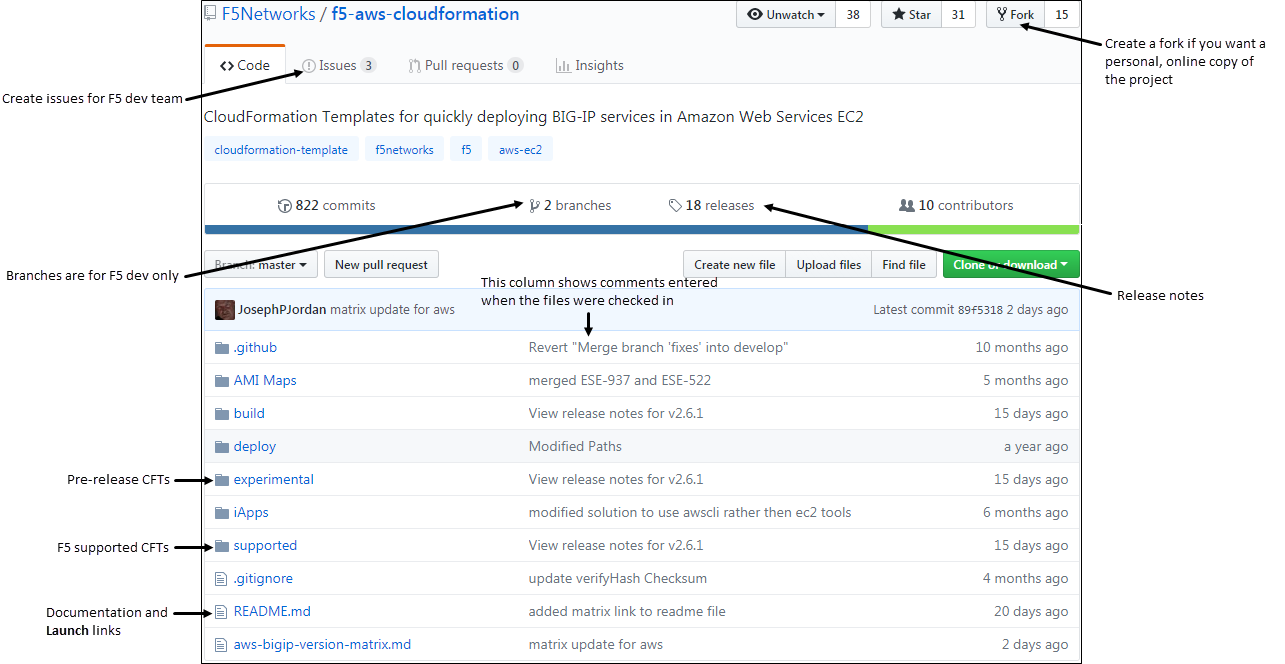 F5Networks / f5-aws-cloudformation
Unwatch 38 Star 31 Fork 15
Create a fork if you want a
personal, online copy of
the project
Code Issues 3 Pull requests 0 Insights
Create issues for F5 dev team
CloudFormation Templates for quickly deploying BIG-IP services in Amazon Web Services EC2
cloudformation-template f5networks f5 aws-ec2
822 commits 2 branches 18 releases 10 contributors
Branches are for F5 dev only
Branch: master New pull request Create new file Upload files Find file Clone or download
This column shows comments entered
when the files were checked in
Release notes
JosephPJordan matrix update for aws Latest commit 89f5318 2 days ago
.github Revert "Merge branch 'fixes' into develop" 10 months ago
AMI Maps merged ESE-937 and ESE-522 5 months ago
build View release notes for v2.6.1 15 days ago
deploy Modified Paths a year ago
Pre-release CFTs
experimental View release notes for v2.6.1 15 days ago
iApps modified solution to use awscli rather then ec2 tools 6 months ago
F5 supported CFTs
supported View release notes for v2.6.1 15 days ago
.gitignore update verifyHash Checksum 4 months ago
Documentation and
Launch links
README.md added matrix link to readme file 20 days ago
aws-bigip-version-matrix.md matrix update for aws 2 days ago